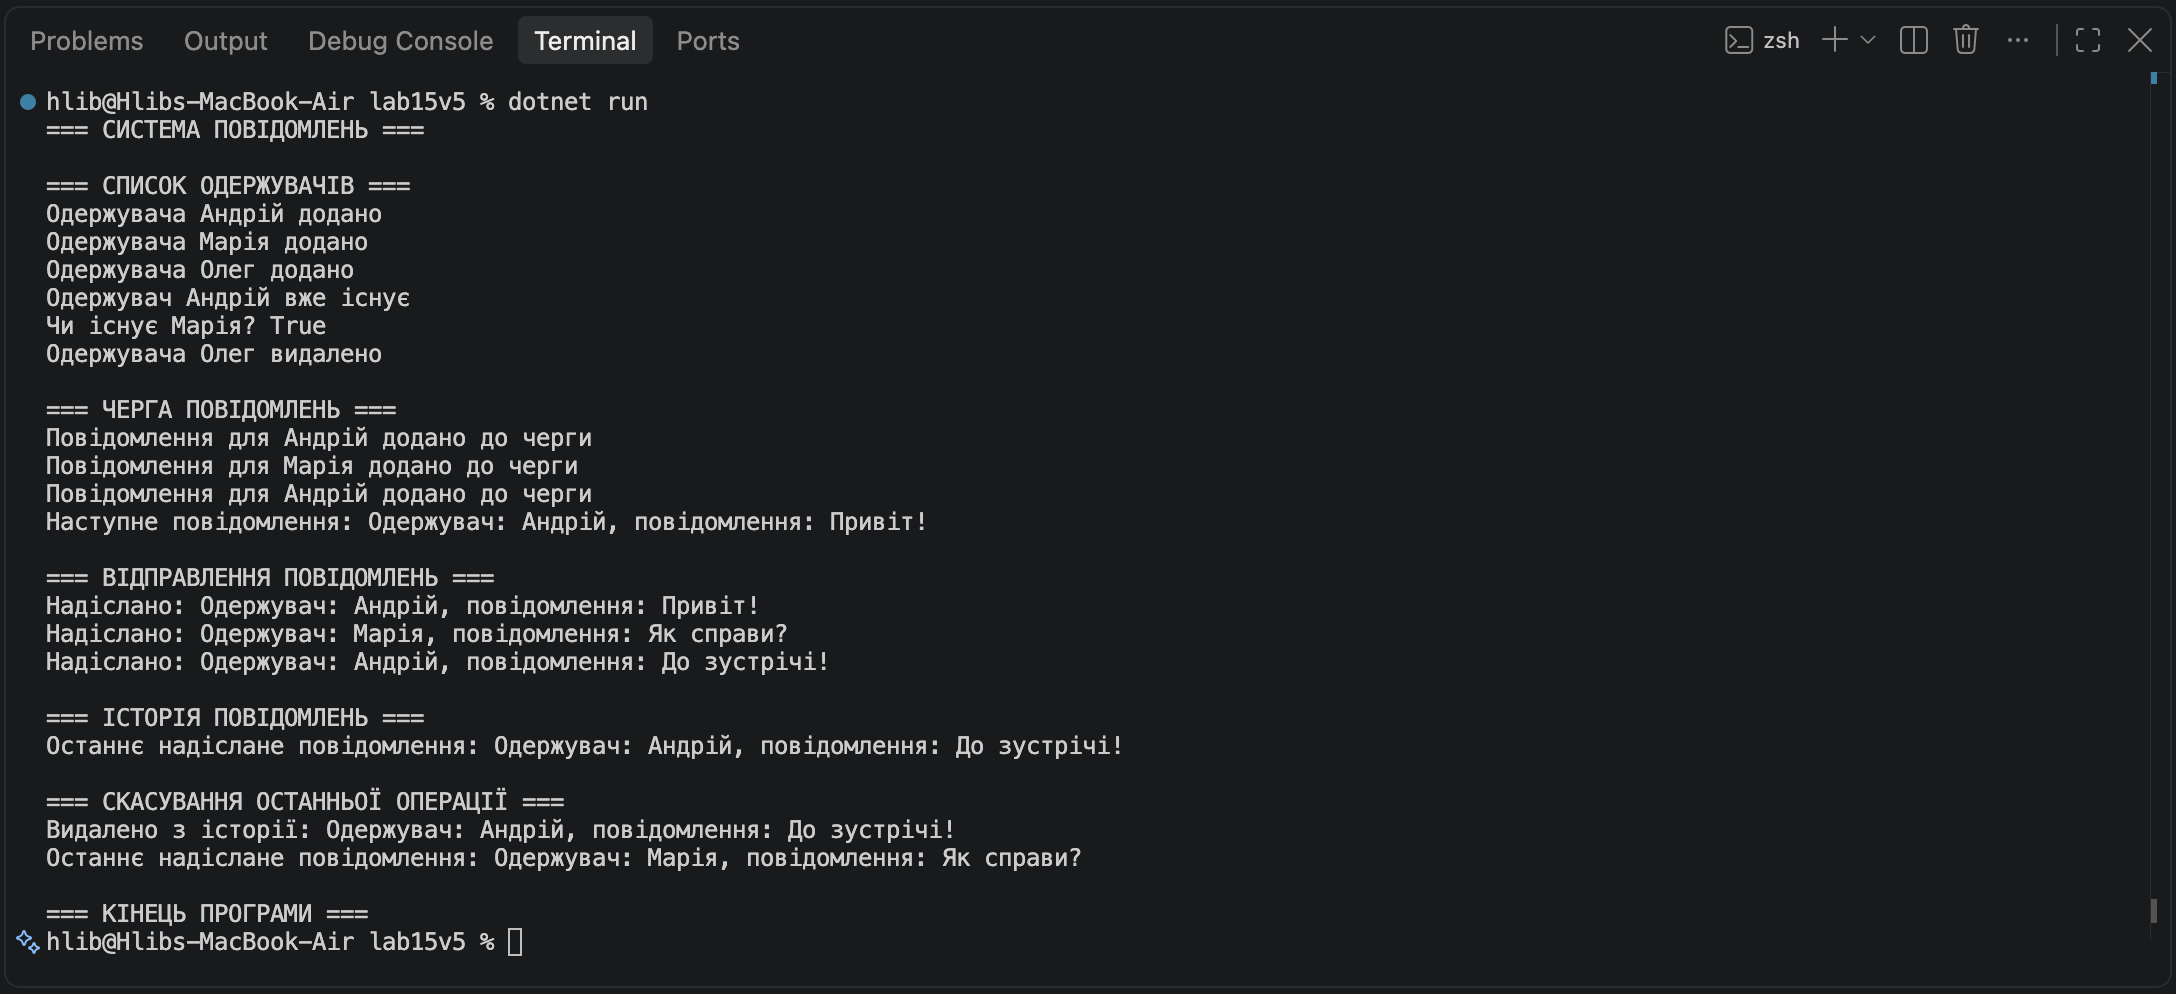 Problems Output Debug Console Terminal Ports zsh
hlib@Hlibs-MacBook-Air lab15v5 % dotnet run
=== СИСТЕМА ПОВІДОМЛЕНЬ ===
=== СПИСОК ОДЕРЖУВАЧІВ ===
Одержувача Андрій додано
Одержувача Марія додано
Одержувача Олег додано
Одержувач Андрій вже існує
Чи існує Марія? True
Одержувача Олег видалено
=== ЧЕРГА ПОВІДОМЛЕНЬ ===
Повідомлення для Андрій додано до черги
Повідомлення для Марія додано до черги
Повідомлення для Андрій додано до черги
Наступне повідомлення: Одержувач: Андрій, повідомлення: Привіт!
=== ВІДПРАВЛЕННЯ ПОВІДОМЛЕНЬ ===
Надіслано: Одержувач: Андрій, повідомлення: Привіт!
Надіслано: Одержувач: Марія, повідомлення: Як справи?
Надіслано: Одержувач: Андрій, повідомлення: До зустрічі!
=== ІСТОРІЯ ПОВІДОМЛЕНЬ ===
Останнє надіслане повідомлення: Одержувач: Андрій, повідомлення: До зустрічі!
=== СКАСУВАННЯ ОСТАННЬОЇ ОПЕРАЦІЇ ===
Видалено з історії: Одержувач: Андрій, повідомлення: До зустрічі!
Останнє надіслане повідомлення: Одержувач: Марія, повідомлення: Як справи?
=== КІНЕЦЬ ПРОГРАМИ ===
hlib@Hlibs-MacBook-Air lab15v5 %